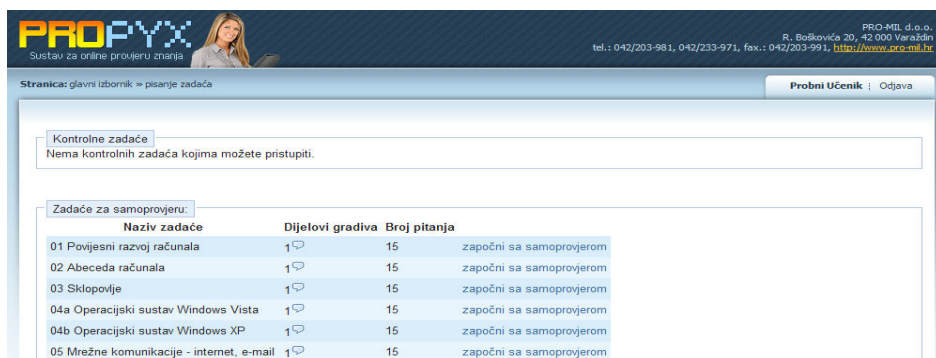 PROPYX
Sustav za online provjeru znanja
PRO-MIL d.o.o.
R. Boškovića 20, 42 000 Varaždin
tel.: 042/203-981, 042/233-971, fax.: 042/203-991, http://www.pro-mil.hr
Stranica: glavni izbornik » pisanje zadaća
Probni Učenik | Odjava
Kontrolne zadaće
Nema kontrolnih zadaća kojima možete pristupiti.
Zadaće za samoprovjeru:
Naziv zadaće Dijelovi gradiva Broj pitanja
01 Povijesni razvoj računala 1 15 započni sa samoprovjerom
02 Abeceda računala 1 15 započni sa samoprovjerom
03 Sklopovlje 1 15 započni sa samoprovjerom
04a Operacijski sustav Windows Vista 1 15 započni sa samoprovjerom
04b Operacijski sustav Windows XP 1 15 započni sa samoprovjerom
05 Mrežne komunikacije - internet, e-mail 1 15 započni sa samoprovjerom